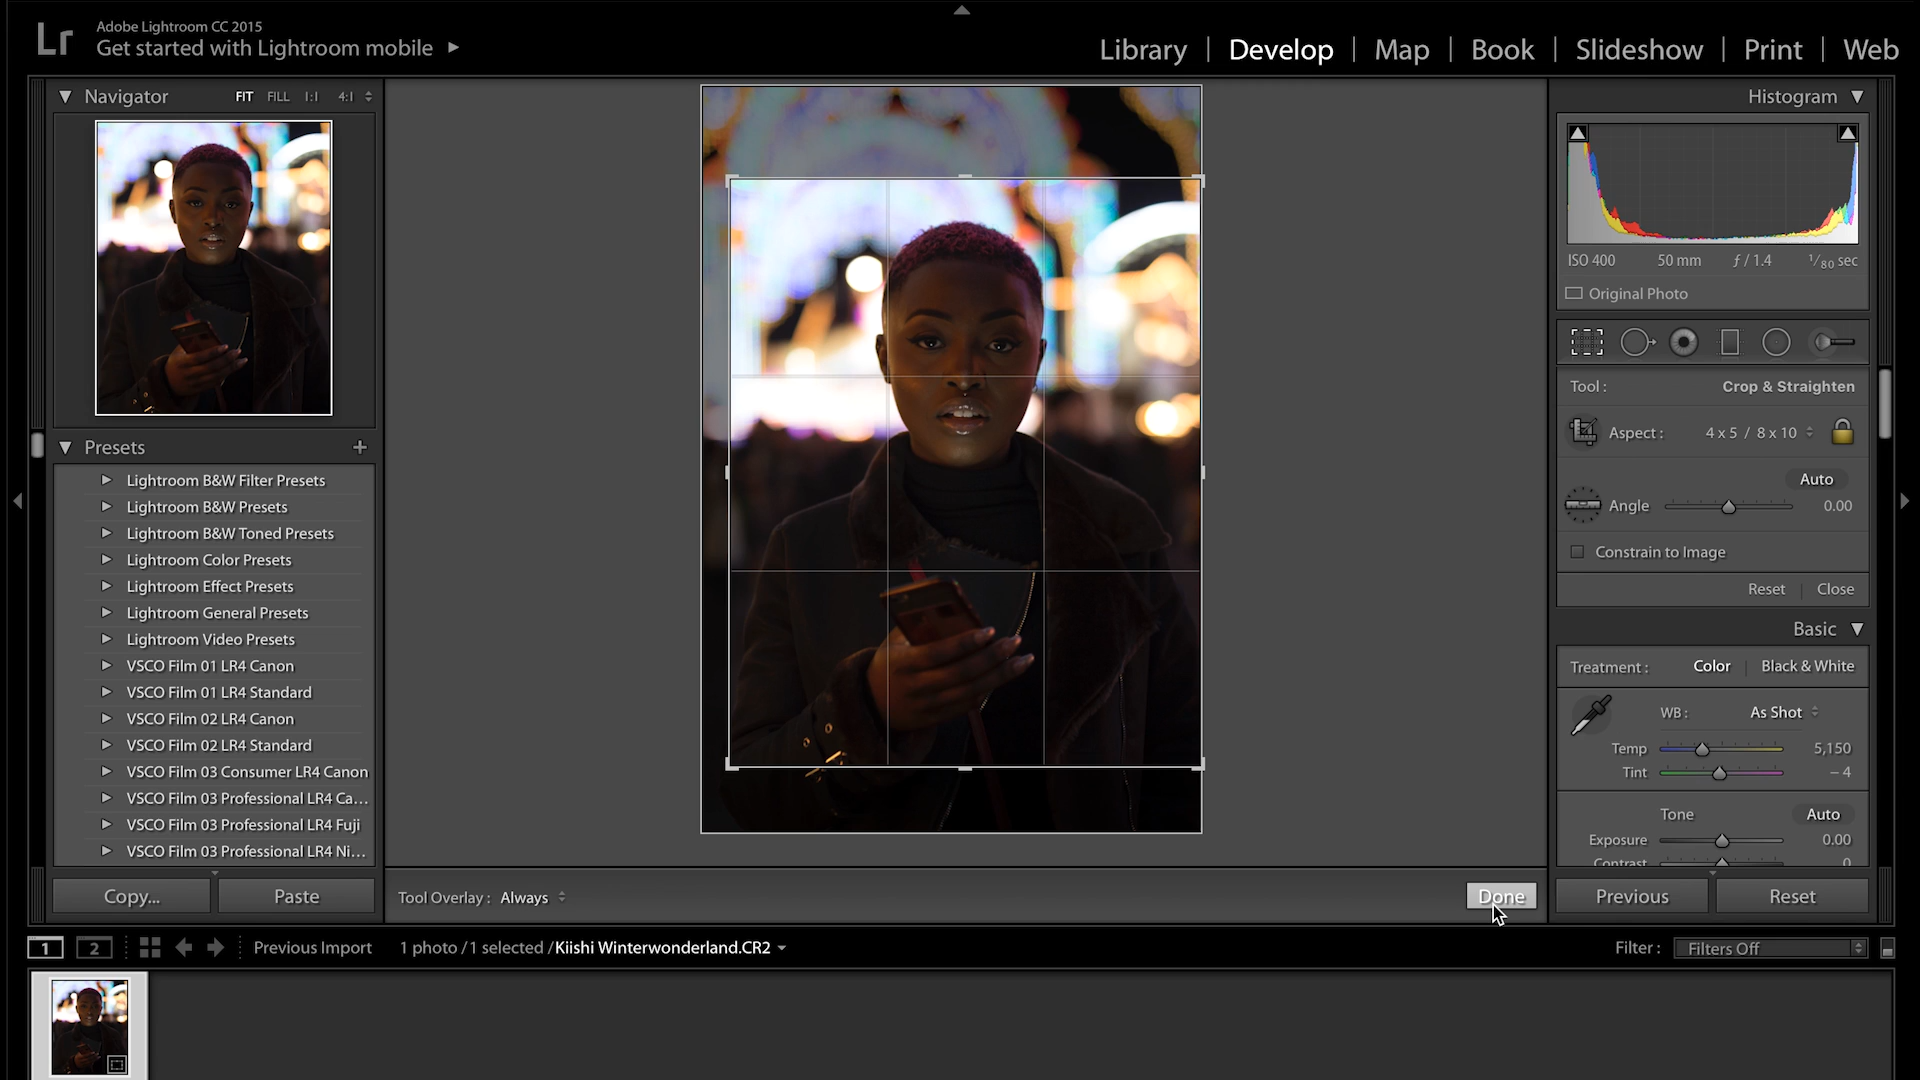 Lr
Adobe Lightroom CC 2015
Get started with Lightroom mobile
Library | Develop | Map | Book | Slideshow | Print | Web
Navigator FIT FILL 1:1 4:1
Presets +
Lightroom B&W Filter Presets
Lightroom B&W Presets
Lightroom B&W Toned Presets
Lightroom Color Presets
Lightroom Effect Presets
Lightroom General Presets
Lightroom Video Presets
VSCO Film 01 LR4 Canon
VSCO Film 01 LR4 Standard
VSCO Film 02 LR4 Canon
VSCO Film 02 LR4 Standard
VSCO Film 03 Consumer LR4 Canon
VSCO Film 03 Professional LR4 Ca...
VSCO Film 03 Professional LR4 Fuji
VSCO Film 03 Professional LR4 Ni...
Copy... Paste
Tool Overlay : Always
Done
Histogram
ISO 400 50 mm ƒ / 1.4 1/80 sec
Original Photo
Tool : Crop & Straighten
Aspect : 4 x 5 / 8 x 10
Auto
Angle 0.00
Constrain to Image
Reset | Close
Basic
Treatment : Color | Black & White
WB : As Shot
Temp 5,150
Tint – 4
Tone Auto
Exposure 0.00
Contrast 0
Previous Reset
1 2 Previous Import 1 photo / 1 selected / Kiishi Winterwonderland.CR2
Filter : Filters Off